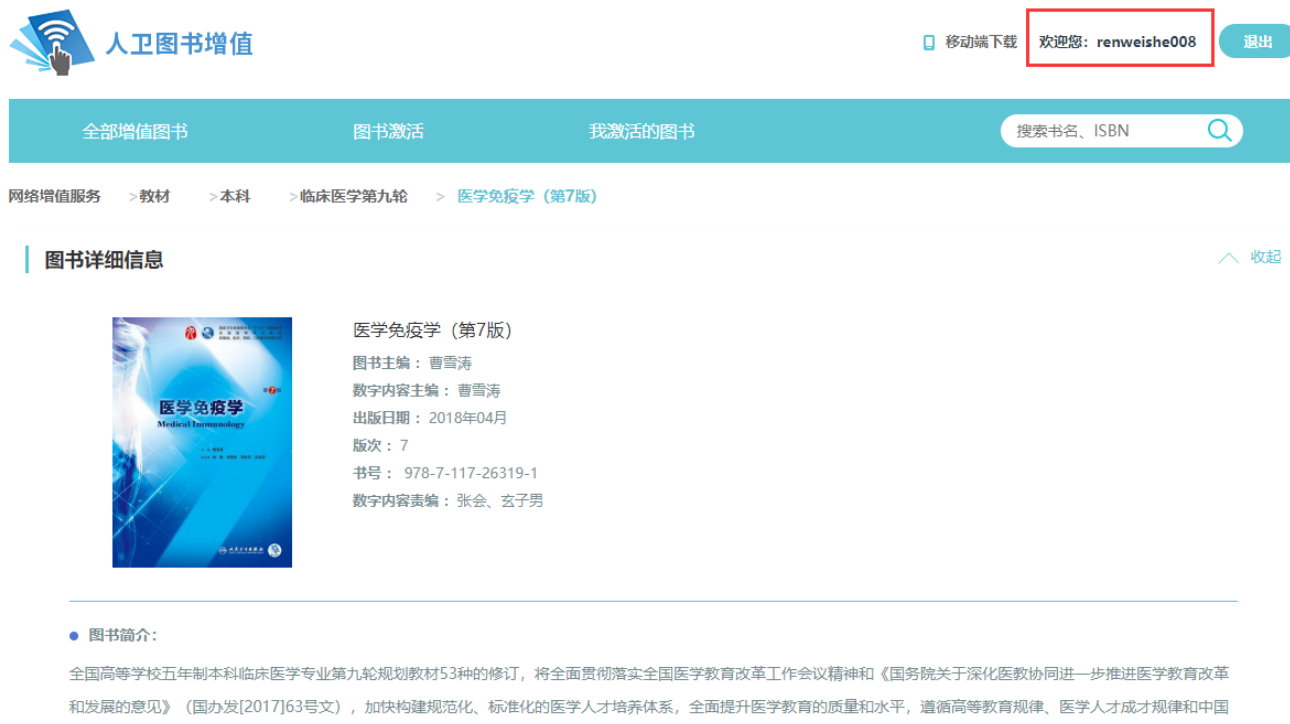 人卫图书增值
移动端下载 欢迎您：renweishe008 退出
全部增值图书 图书激活 我激活的图书 搜索书名、ISBN
网络增值服务 >教材 >本科 >临床医学第九轮 > 医学免疫学（第7版）
图书详细信息 收起
医学免疫学（第7版）
图书主编：曹雪涛
数字内容主编：曹雪涛
出版日期：2018年04月
版次：7
书号： 978-7-117-26319-1
数字内容责编：张会、玄子男
第7版
医学免疫学
Medical Immunology
图书简介：
全国高等学校五年制本科临床医学专业第九轮规划教材53种的修订，将全面贯彻落实全国医学教育改革工作会议精神和《国务院关于深化医教协同进一步推进医学教育改革
和发展的意见》（国办发[2017]63号文），加快构建规范化、标准化的医学人才培养体系，全面提升医学教育的质量和水平，遵循高等教育规律、医学人才成才规律和中国